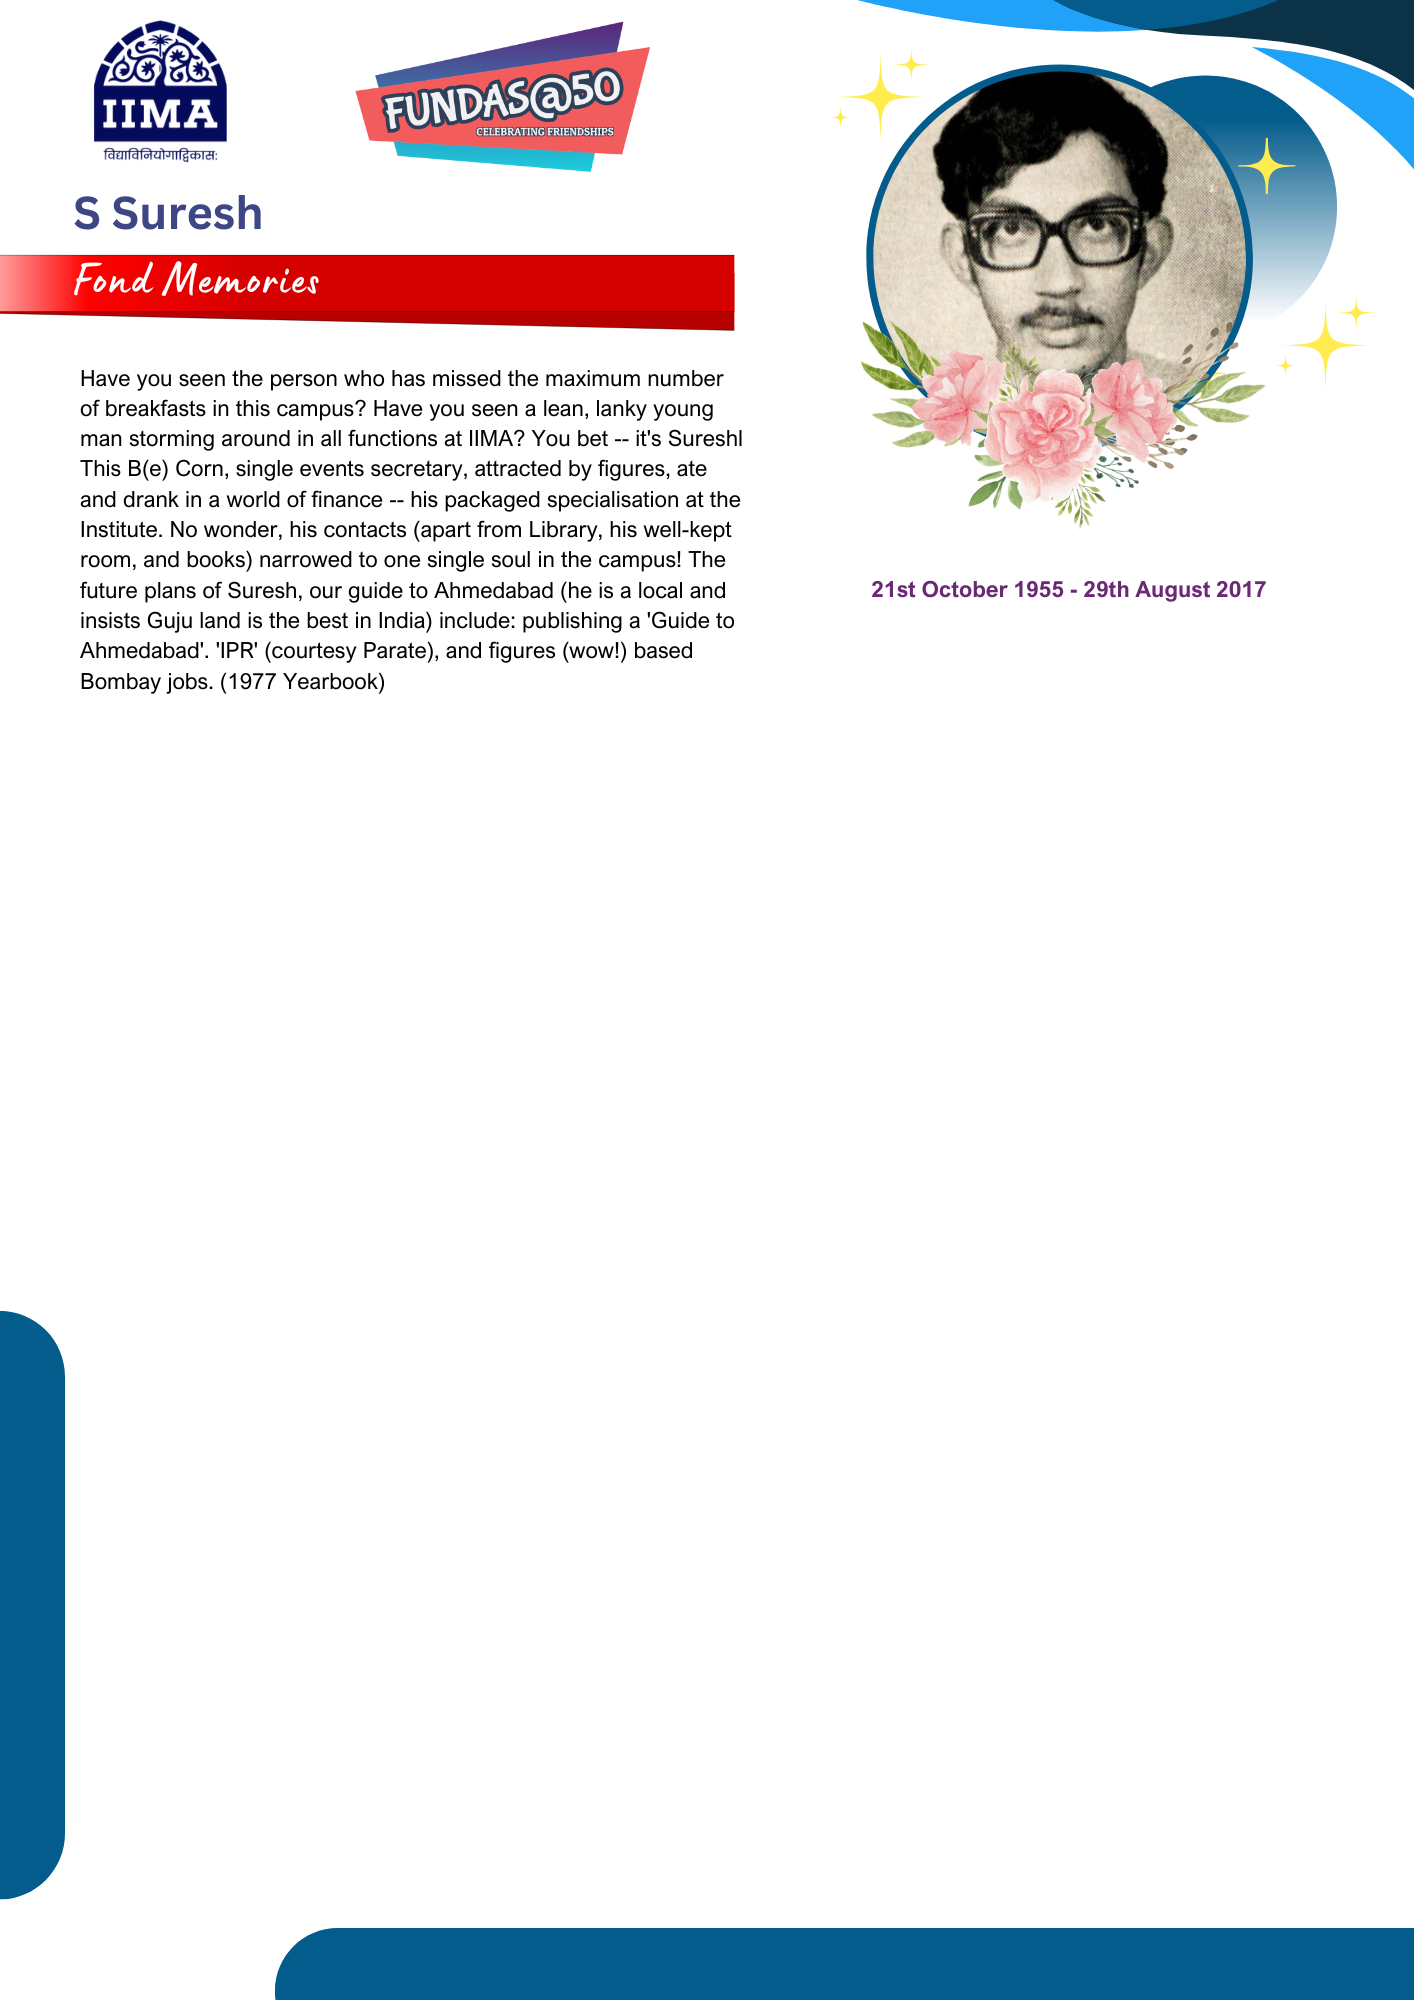 IIMA
विद्याविनियोगाद्विकास:
FUNDAS@50
CELEBRATING FRIENDSHIPS
S Suresh
Fond Memories
Have you seen the person who has missed the maximum number
of breakfasts in this campus? Have you seen a lean, lanky young
man storming around in all functions at IIMA? You bet -- it's Sureshl
This B(e) Corn, single events secretary, attracted by figures, ate
and drank in a world of finance -- his packaged specialisation at the
Institute. No wonder, his contacts (apart from Library, his well-kept
room, and books) narrowed to one single soul in the campus! The
future plans of Suresh, our guide to Ahmedabad (he is a local and
insists Guju land is the best in India) include: publishing a 'Guide to
Ahmedabad'. 'IPR' (courtesy Parate), and figures (wow!) based
Bombay jobs. (1977 Yearbook)
21st October 1955 - 29th August 2017